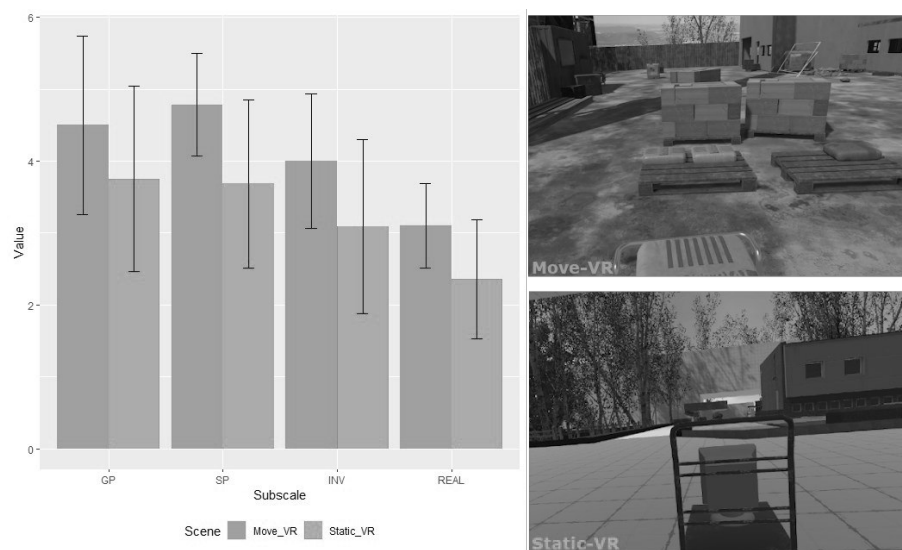 6
4
2
0
Value
GP SP INV REAL
Subscale
Scene Move_VR Static_VR
Move-VR
Static-VR